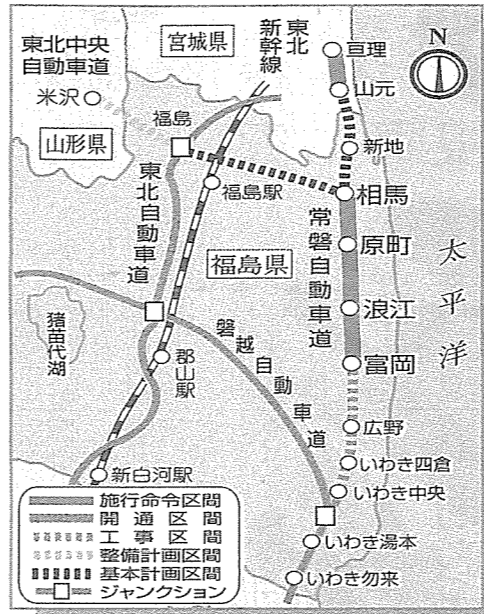 東北中央
自動車道
宮城県
東北
新幹線
N
亘理
山元
米沢
山形県
福島
新地
福島駅
相馬
東北自動車道
福島県
常磐自動車道
原町
太平洋
浪江
猪苗代湖
磐越自動車道
富岡
郡山駅
広野
いわき四倉
新白河駅
いわき中央
いわき湯本
いわき勿来
施行命令区間
開通区間
工事区間
整備計画区間
基本計画区間
ジャンクション